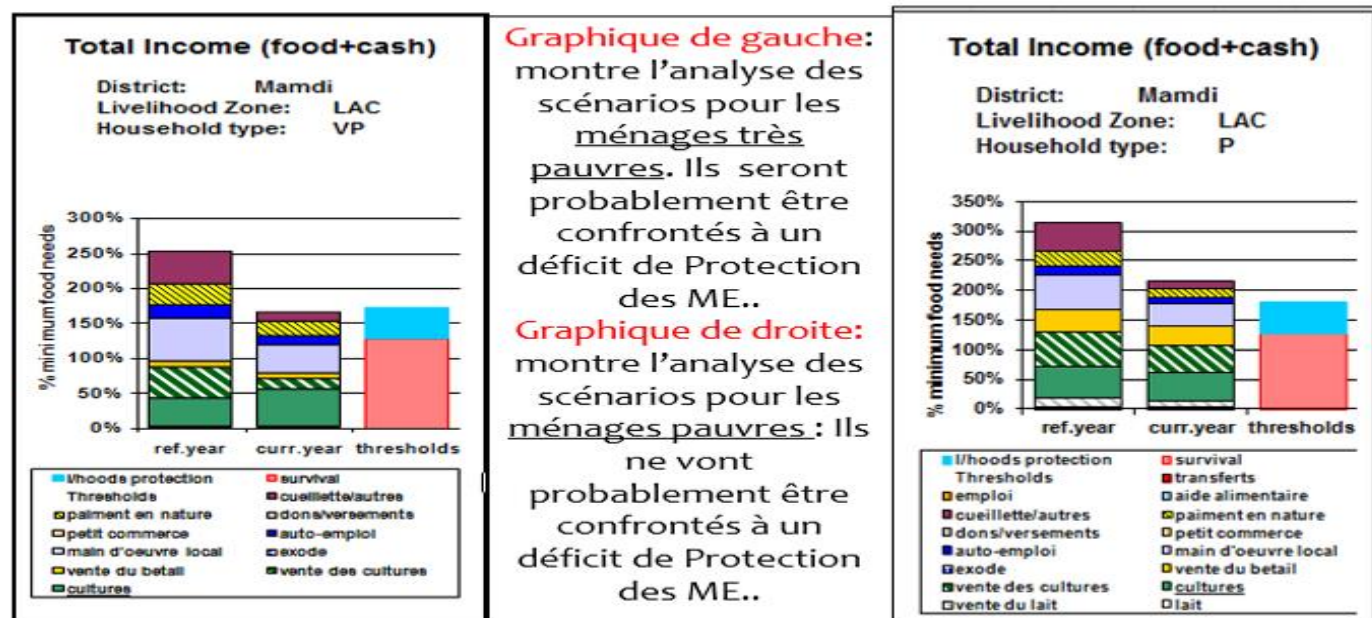 Total Income (food+cash)
District: Mamdi
Livelihood Zone: LAC
Household type: VP
% minimum food needs
300%
250%
200%
150%
100%
50%
0%
ref.year curr.year thresholds
l/hoods protection survival
Thresholds cueillette/autres
paiment en nature dons/versements
petit commerce auto-emploi
main d'oeuvre local exode
vente du betail vente des cultures
cultures
Graphique de gauche:
montre l'analyse des
scénarios pour les
ménages très
pauvres. Ils seront
probablement être
confrontés à un
déficit de Protection
des ME..
Graphique de droite:
montre l'analyse des
scénarios pour les
ménages pauvres : Ils
ne vont
probablement être
confrontés à un
déficit de Protection
des ME..
Total Income (food+cash)
District: Mamdi
Livelihood Zone: LAC
Household type: P
% minimum food needs
350%
300%
250%
200%
150%
100%
50%
0%
ref.year curr.year thresholds
l/hoods protection survival
Thresholds transferts
emploi aide alimentaire
cueillette/autres paiment en nature
dons/versements petit commerce
auto-emploi main d'oeuvre local
exode vente du betail
vente des cultures cultures
vente du lait lait